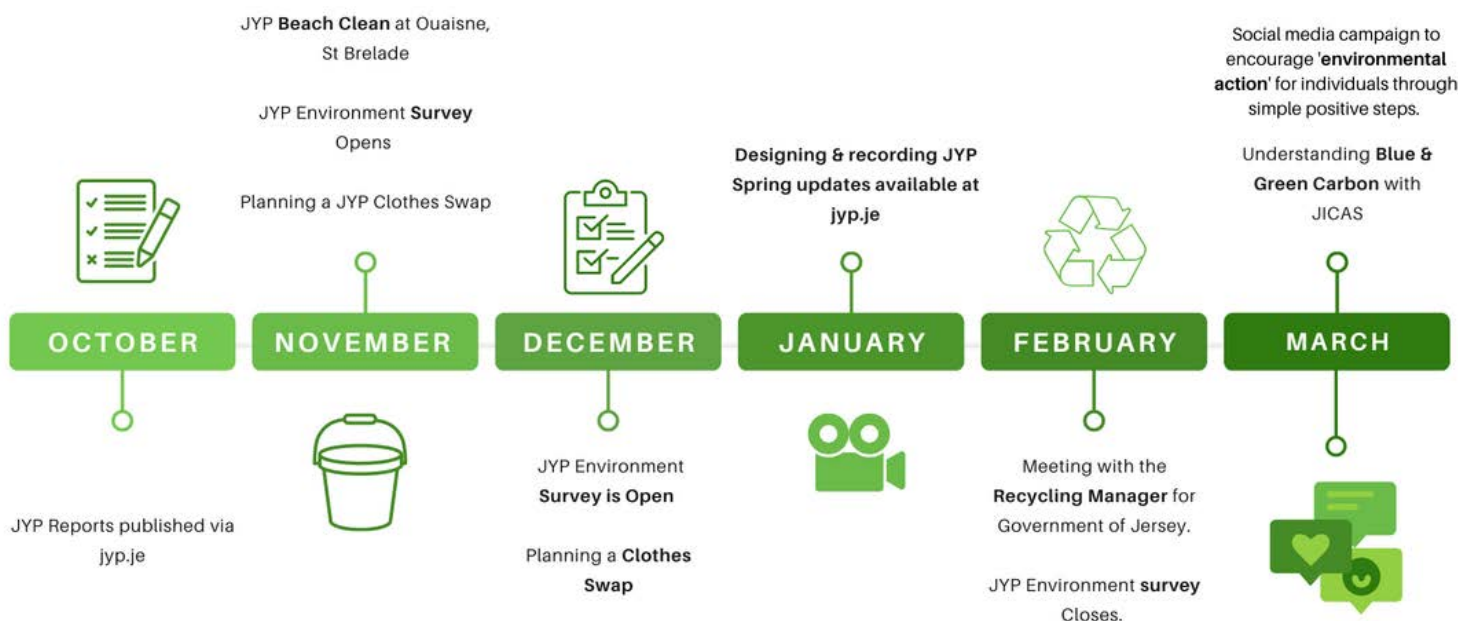 JYP Beach Clean at Ouaisne,
St Brelade
JYP Environment Survey
Opens
Planning a JYP Clothes Swap
Designing & recording JYP
Spring updates available at
jyp.je
Social media campaign to
encourage 'environmental
action' for individuals through
simple positive steps.
Understanding Blue &
Green Carbon with
JICAS
OCTOBER
NOVEMBER
DECEMBER
JANUARY
FEBRUARY
MARCH
JYP Reports published via
jyp.je
JYP Environment
Survey is Open
Planning a Clothes
Swap
Meeting with the
Recycling Manager for
Government of Jersey.
JYP Environment survey
Closes.